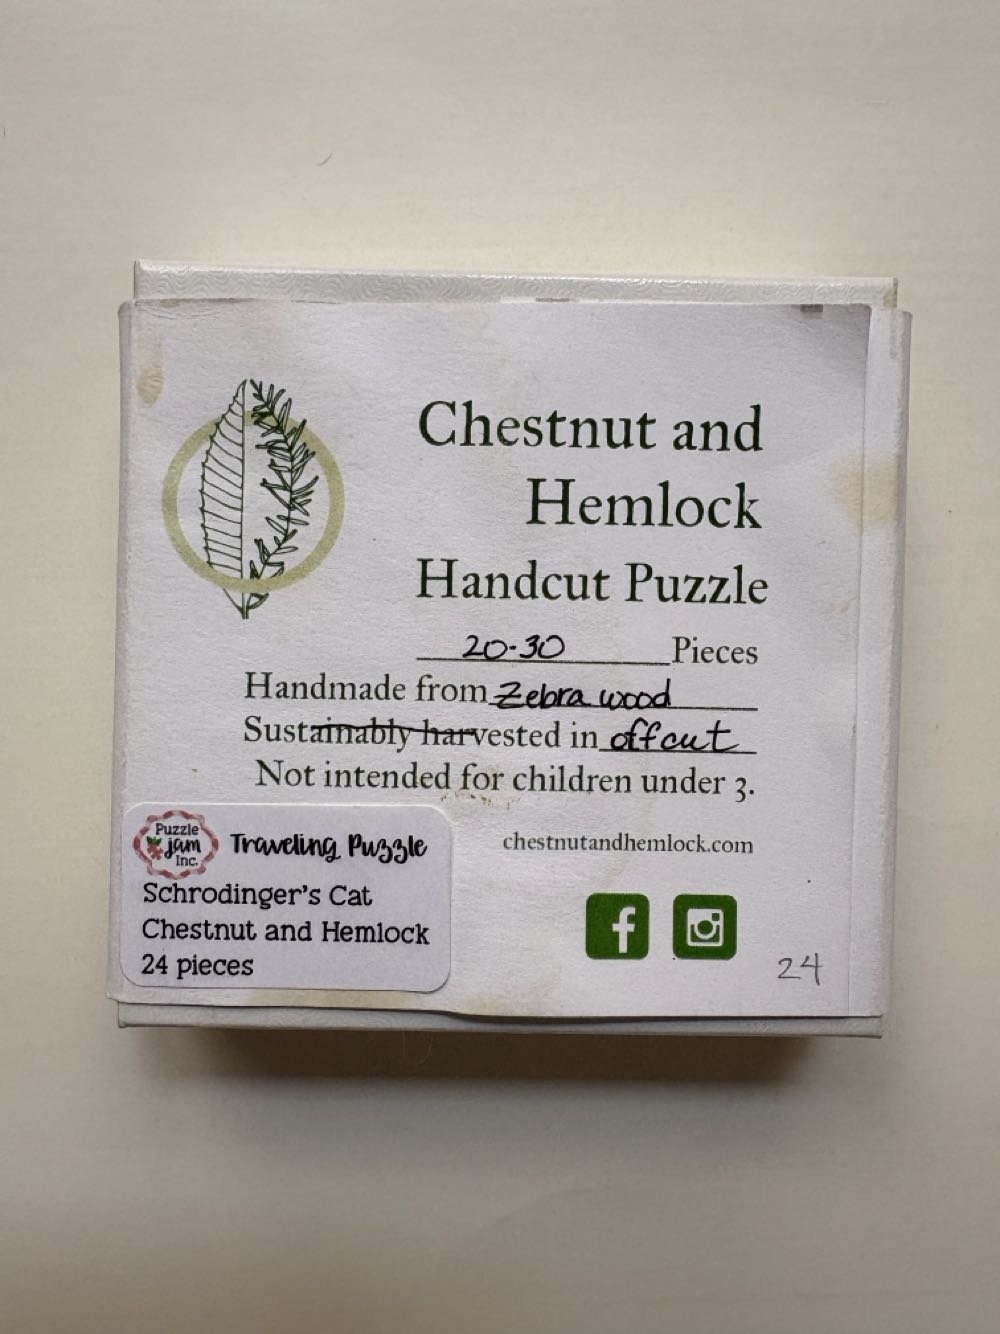 Chestnut and
Hemlock
Handcut Puzzle
20-30 Pieces
Handmade from Zebra wood
Sustainably harvested in offcut
Not intended for children under 3.
chestnutandhemlock.com
Puzzle
jam
Inc.
Traveling Puzzle
Schrodinger's Cat
Chestnut and Hemlock
24 pieces
f
24